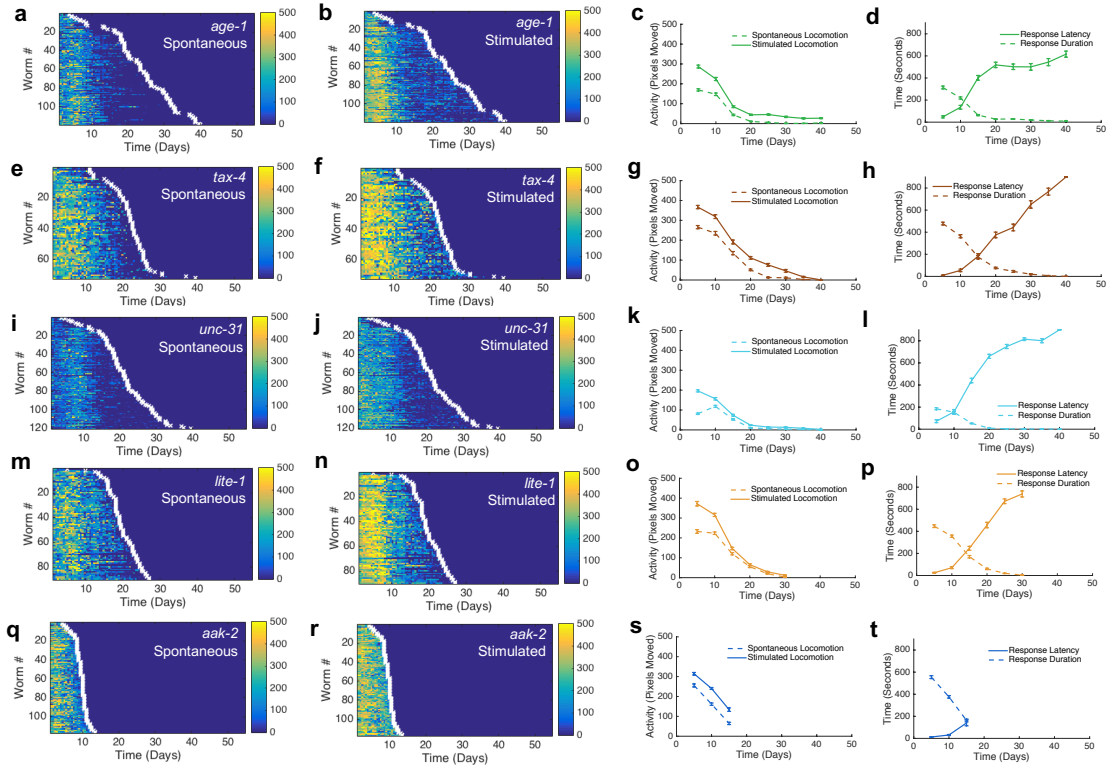 a
age-1
Spontaneous
Worm #
20
40
60
80
100
10 20 30 40 50
Time (Days)
500
400
300
200
100
0
b
age-1
Stimulated
Worm #
20
40
60
80
100
10 20 30 40 50
Time (Days)
500
400
300
200
100
0
c
Spontaneous Locomotion
Stimulated Locomotion
Activity (Pixels Moved)
500
400
300
200
100
0
0 10 20 30 40 50
Time (Days)
d
Response Latency
Response Duration
Time (Seconds)
800
600
400
200
0
0 10 20 30 40 50
Time (Days)
e
tax-4
Spontaneous
Worm #
20
40
60
10 20 30 40 50
Time (Days)
500
400
300
200
100
0
f
tax-4
Stimulated
Worm #
20
40
60
10 20 30 40 50
Time (Days)
500
400
300
200
100
0
g
Spontaneous Locomotion
Stimulated Locomotion
Activity (Pixels Moved)
500
400
300
200
100
0
0 10 20 30 40 50
Time (Days)
h
Response Latency
Response Duration
Time (Seconds)
800
600
400
200
0
0 10 20 30 40 50
Time (Days)
i
unc-31
Spontaneous
Worm #
20
40
60
80
100
120
10 20 30 40 50
Time (Days)
500
400
300
200
100
0
j
unc-31
Stimulated
Worm #
20
40
60
80
100
120
10 20 30 40 50
Time (Days)
500
400
300
200
100
0
k
Spontaneous Locomotion
Stimulated Locomotion
Activity (Pixels Moved)
500
400
300
200
100
0
0 10 20 30 40 50
Time (Days)
l
Response Latency
Response Duration
Time (Seconds)
800
600
400
200
0
0 10 20 30 40 50
Time (Days)
m
lite-1
Spontaneous
Worm #
20
40
60
80
10 20 30 40 50
Time (Days)
500
400
300
200
100
0
n
lite-1
Stimulated
Worm #
20
40
60
80
10 20 30 40 50
Time (Days)
500
400
300
200
100
0
o
Spontaneous Locomotion
Stimulated Locomotion
Activity (Pixels Moved)
500
400
300
200
100
0
0 10 20 30 40 50
Time (Days)
p
Response Latency
Response Duration
Time (Seconds)
800
600
400
200
0
0 10 20 30 40 50
Time (Days)
q
aak-2
Spontaneous
Worm #
20
40
60
80
100
10 20 30 40 50
Time (Days)
500
400
300
200
100
0
r
aak-2
Stimulated
Worm #
20
40
60
80
100
10 20 30 40 50
Time (Days)
500
400
300
200
100
0
s
Spontaneous Locomotion
Stimulated Locomotion
Activity (Pixels Moved)
500
400
300
200
100
0
0 10 20 30 40 50
Time (Days)
t
Response Latency
Response Duration
Time (Seconds)
800
600
400
200
0
0 10 20 30 40 50
Time (Days)